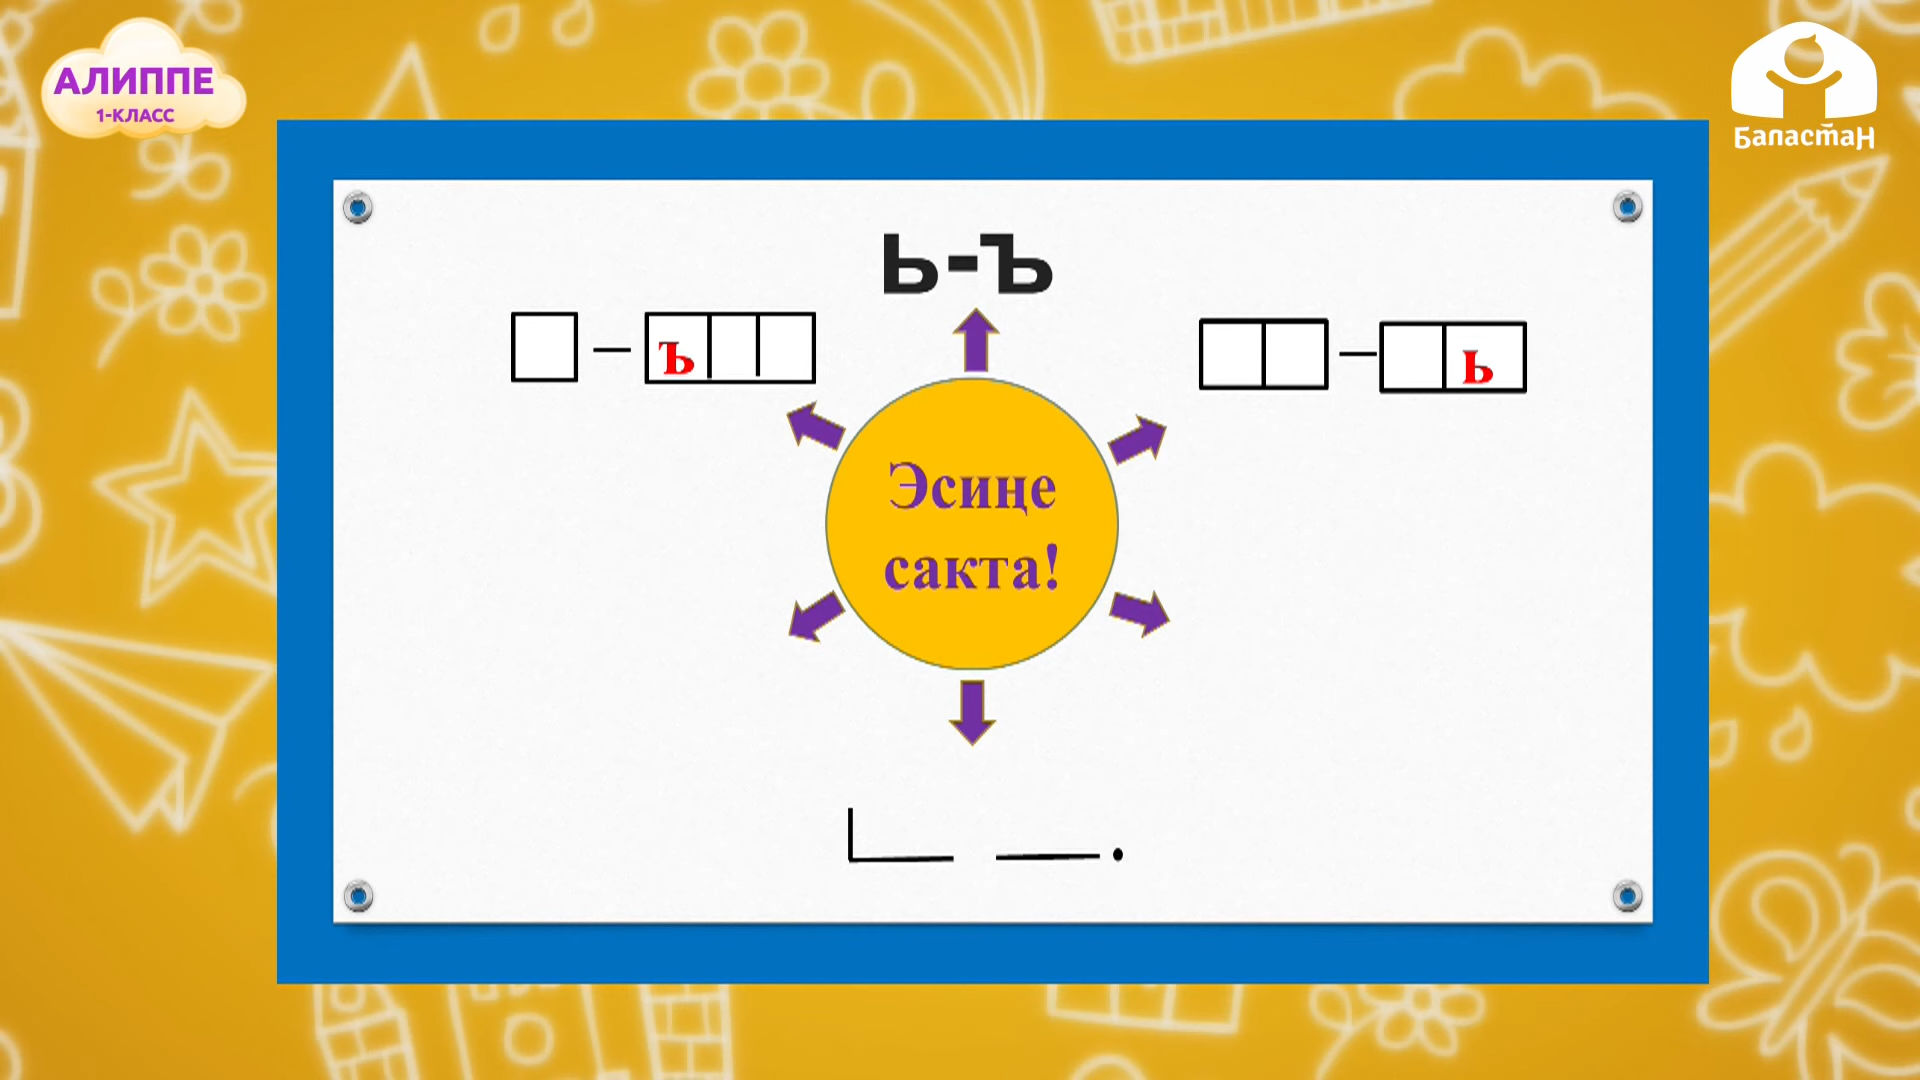 АЛИППЕ
1-КЛАСС
Баластан
ь-ъ
ъ
ь
Эсиңе
сакта!